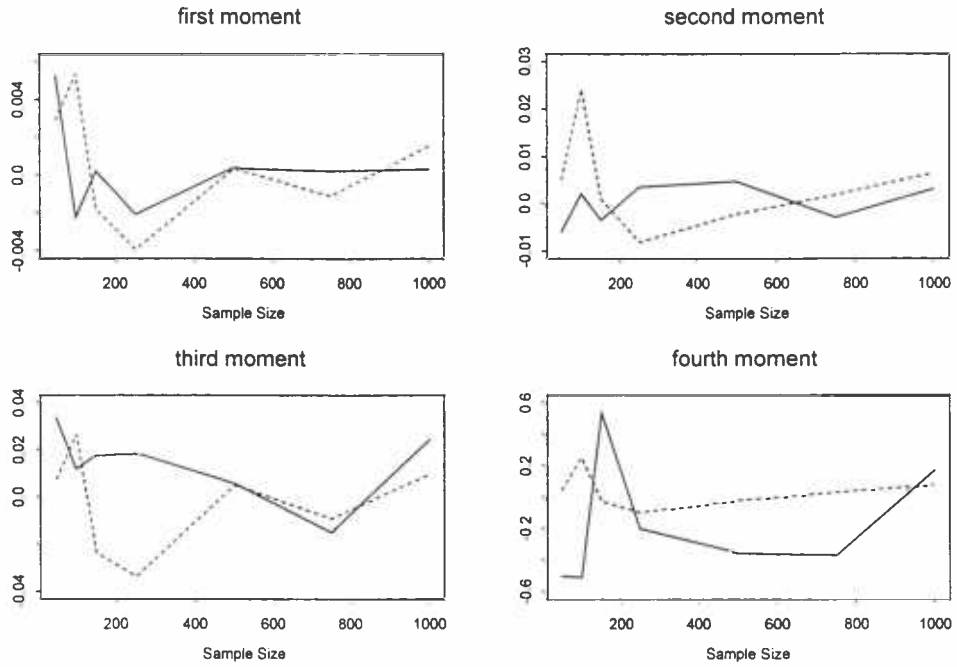 first moment
0.004
0.0
-0.004
200 400 600 800 1000
Sample Size
second moment
0.03
0.02
0.01
0.0
-0.01
200 400 600 800 1000
Sample Size
third moment
0.04
0.02
0.0
-0.04
200 400 600 800 1000
Sample Size
fourth moment
0.6
0.2
-0.2
-0.6
200 400 600 800 1000
Sample Size